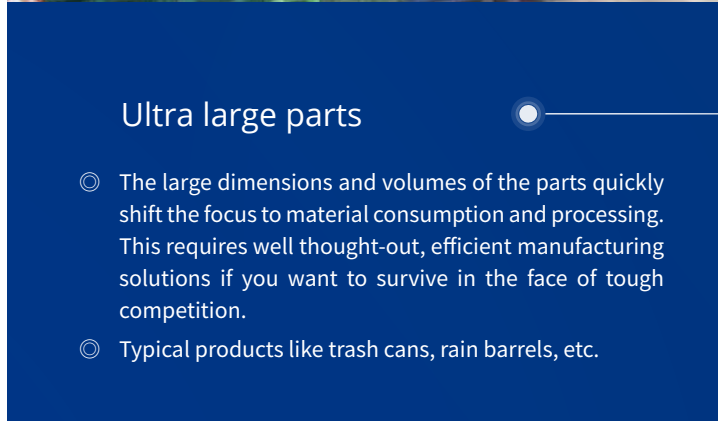 Ultra large parts
◎ The large dimensions and volumes of the parts quickly
shift the focus to material consumption and processing.
This requires well thought-out, efficient manufacturing
solutions if you want to survive in the face of tough
competition.
◎ Typical products like trash cans, rain barrels, etc.